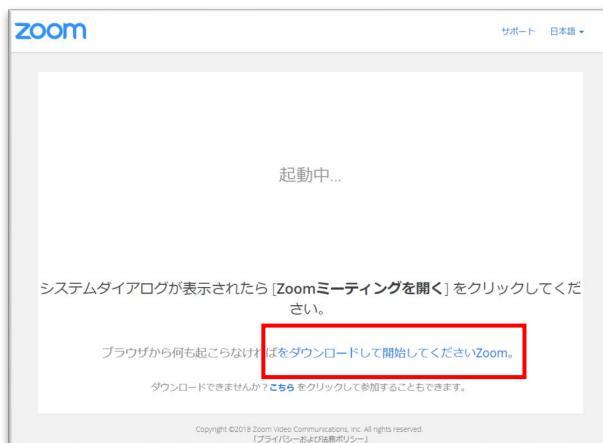 zoom
サポート 日本語
起動中...
システムダイアログが表示されたら [Zoomミーティングを開く] をクリックしてくだ
さい。
ブラウザから何も起こらなければをダウンロードして開始してくださいZoom。
ダウンロードできませんか?こちら をクリックして参加することもできます。
Copyright ©2018 Zoom Video Communications, Inc. All rights reserved.
「プライバシーおよび法務ポリシー」